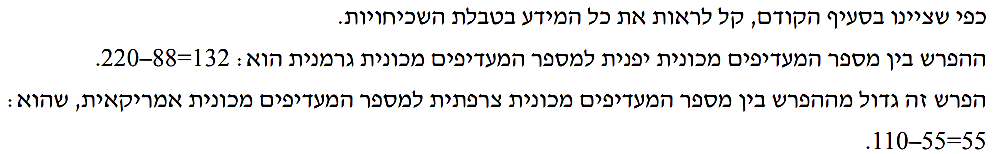 כפי שציינו בסעיף הקודם, קל לראות את כל המידע בטבלת השכיחויות.
ההפרש בין מספר המעדיפים מכונית יפנית למספר המעדיפים מכונית גרמנית הוא: 220–88=132.
הפרש זה גדול מההפרש בין מספר המעדיפים מכונית צרפתית למספר המעדיפים מכונית אמריקאית, שהוא:
110–55=55.